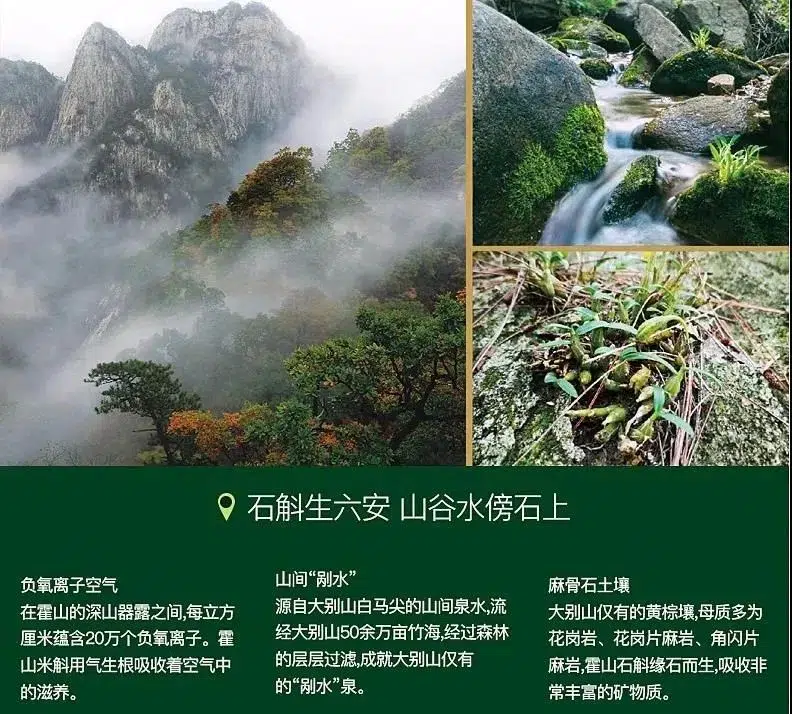 石斛生六安 山谷水傍石上
负氧离子空气
在霍山的深山器露之间,每立方
厘米蕴含20万个负氧离子。霍
山米斛用气生根吸收着空气中
的滋养。
山间“剐水”
源自大别山白马尖的山间泉水,流
经大别山50余万亩竹海,经过森林
的层层过滤,成就大别山仅有
的“剐水”泉。
麻骨石土壤
大别山仅有的黄棕壤,母质多为
花岗岩、花岗片麻岩、角闪片
麻岩,霍山石斛缘石而生,吸收非
常丰富的矿物质。